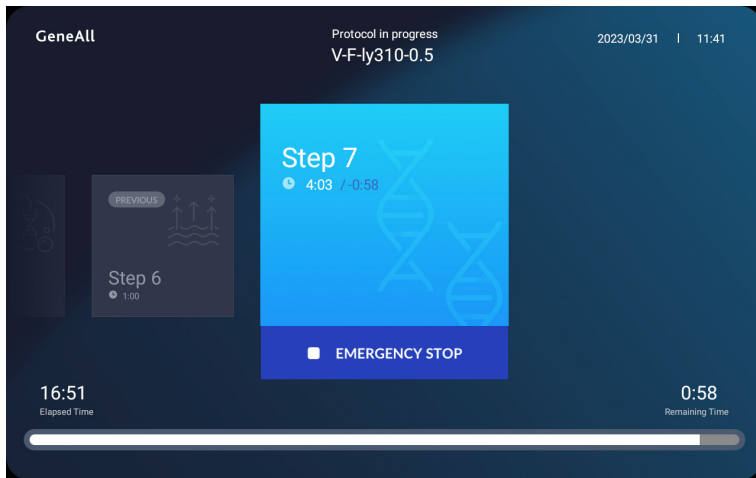 GeneAll
Protocol in progress
V-F-ly310-0.5
2023/03/31 | 11:41
PREVIOUS
Step 6
1:00
Step 7
4:03 /-0:58
EMERGENCY STOP
16:51
Elapsed Time
0:58
Remaining Time